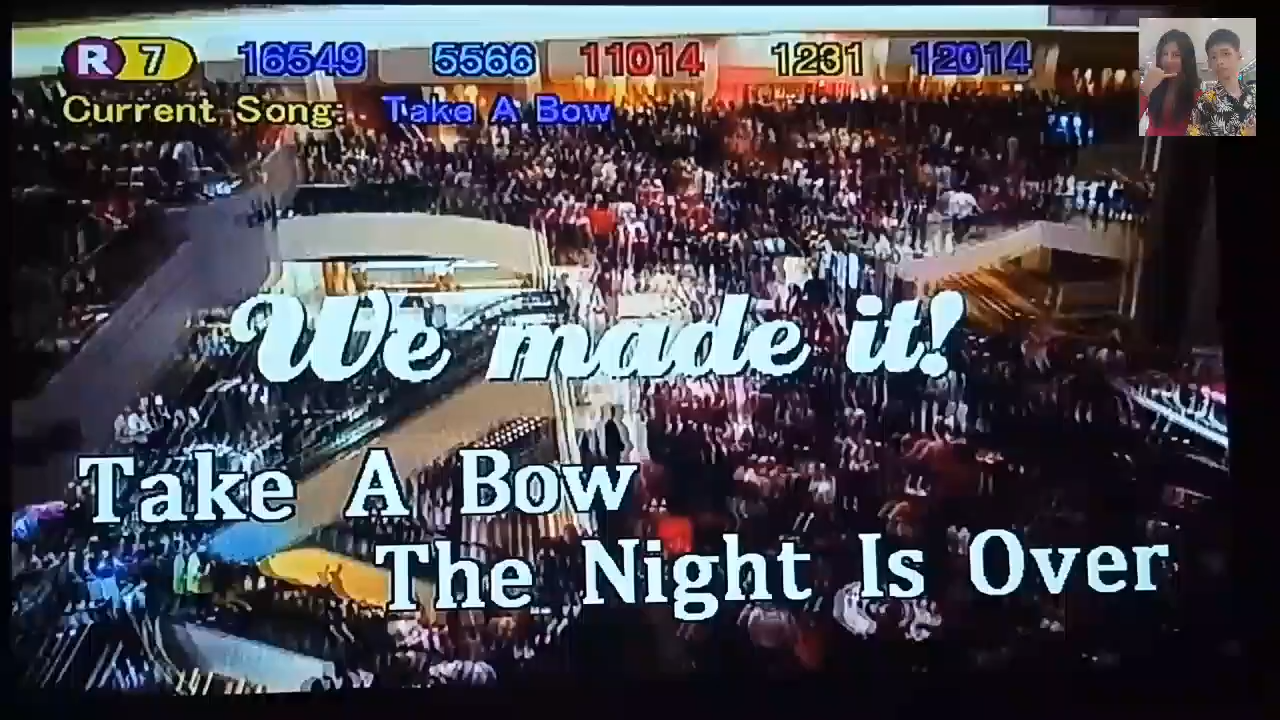 R 7 16549 5566 11014 1231 12014
Current Song: Take A Bow
We made it!
Take A Bow
The Night Is Over